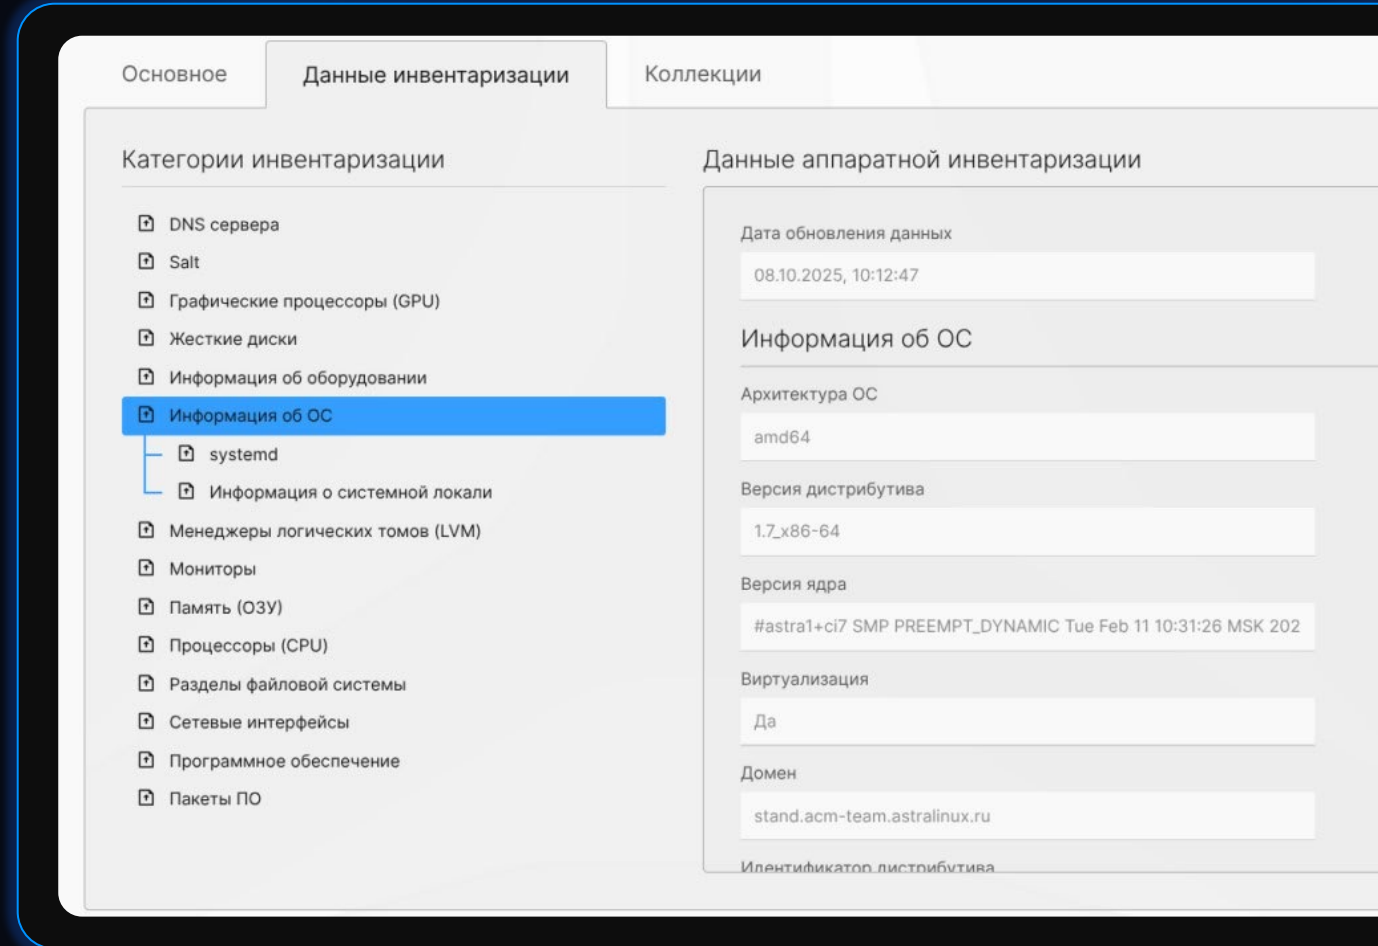 Основное
Данные инвентаризации
Коллекции
Категории инвентаризации
DNS сервера
Salt
Графические процессоры (GPU)
Жесткие диски
Информация об оборудовании
Информация об ОС
systemd
Информация о системной локали
Менеджеры логических томов (LVM)
Мониторы
Память (ОЗУ)
Процессоры (CPU)
Разделы файловой системы
Сетевые интерфейсы
Программное обеспечение
Пакеты ПО
Данные аппаратной инвентаризации
Дата обновления данных
08.10.2025, 10:12:47
Информация об ОС
Архитектура ОС
amd64
Версия дистрибутива
1.7_x86-64
Версия ядра
#astra1+ci7 SMP PREEMPT_DYNAMIC Tue Feb 11 10:31:26 MSK 202
Виртуализация
Да
Домен
stand.acm-team.astralinux.ru
Идентификатор дистрибутива